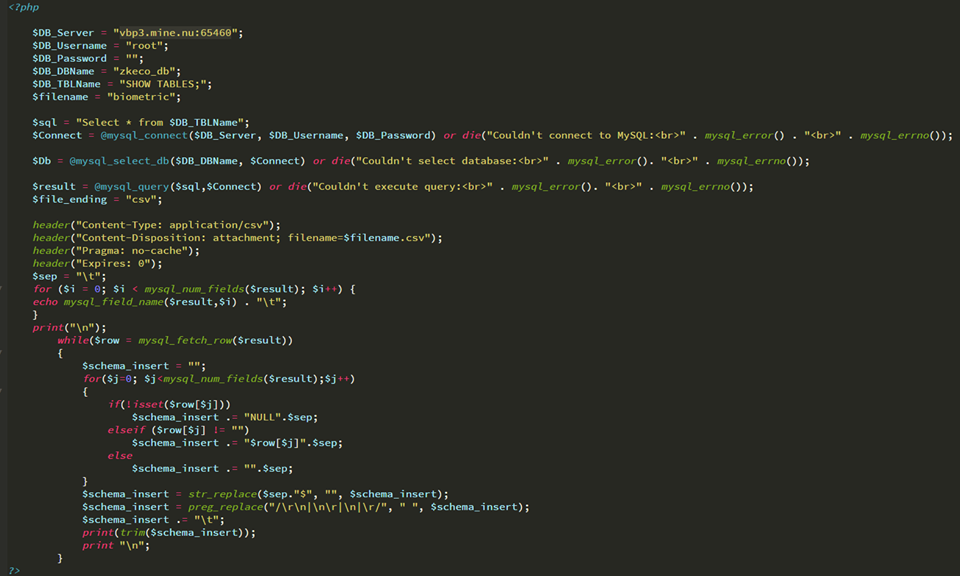 <?php
$DB_Server = "vbp3.mine.nu:65460";
$DB_Username = "root";
$DB_Password = "";
$DB_DBName = "zkeco_db";
$DB_TBLName = "SHOW TABLES;";
$filename = "biometric";
$sql = "Select * from $DB_TBLName";
$Connect = @mysql_connect($DB_Server, $DB_Username, $DB_Password) or die("Couldn't connect to MySQL:<br>" . mysql_error() . "<br>" . mysql_errno());
$Db = @mysql_select_db($DB_DBName, $Connect) or die("Couldn't select database:<br>" . mysql_error(). "<br>" . mysql_errno());
$result = @mysql_query($sql,$Connect) or die("Couldn't execute query:<br>" . mysql_error(). "<br>" . mysql_errno());
$file_ending = "csv";
header("Content-Type: application/csv");
header("Content-Disposition: attachment; filename=$filename.csv");
header("Pragma: no-cache");
header("Expires: 0");
$sep = "\t";
for ($i = 0; $i < mysql_num_fields($result); $i++) {
echo mysql_field_name($result,$i) . "\t";
}
print("\n");
while($row = mysql_fetch_row($result))
{
$schema_insert = "";
for($j=0; $j<mysql_num_fields($result);$j++)
{
if(!isset($row[$j]))
$schema_insert .= "NULL".$sep;
elseif ($row[$j] != "")
$schema_insert .= "$row[$j]".$sep;
else
$schema_insert .= "".$sep;
}
$schema_insert = str_replace($sep."$", "", $schema_insert);
$schema_insert = preg_replace("/\r\n|\n\r|\n|\r/", " ", $schema_insert);
$schema_insert .= "\t";
print(trim($schema_insert));
print "\n";
}
?>